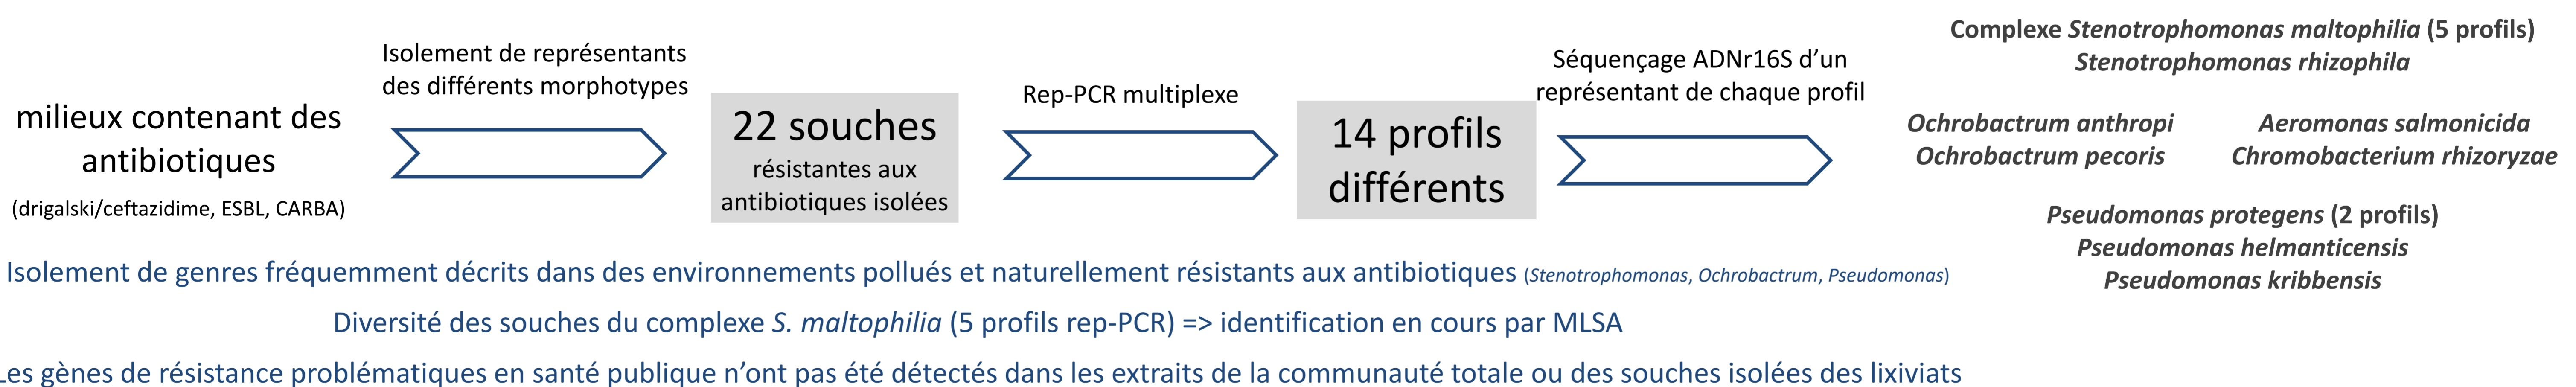 milieux contenant des
antibiotiques
(drigalski/ceftazidime, ESBL, CARBA)
Isolement de représentants
des différents morphotypes
22 souches
résistantes aux
antibiotiques isolées
Rep-PCR multiplexe
14 profils
différents
Séquençage ADNr16S d’un
représentant de chaque profil
Complexe Stenotrophomonas maltophilia (5 profils)
Stenotrophomonas rhizophila
Ochrobactrum anthropi
Ochrobactrum pecoris
Aeromonas salmonicida
Chromobacterium rhizoryzae
Pseudomonas protegens (2 profils)
Pseudomonas helmanticensis
Pseudomonas kribbensis
Isolement de genres fréquemment décrits dans des environnements pollués et naturellement résistants aux antibiotiques (Stenotrophomonas, Ochrobactrum, Pseudomonas)
Diversité des souches du complexe S. maltophilia (5 profils rep-PCR) => identification en cours par MLSA
Les gènes de résistance problématiques en santé publique n’ont pas été détectés dans les extraits de la communauté totale ou des souches isolées des lixiviats